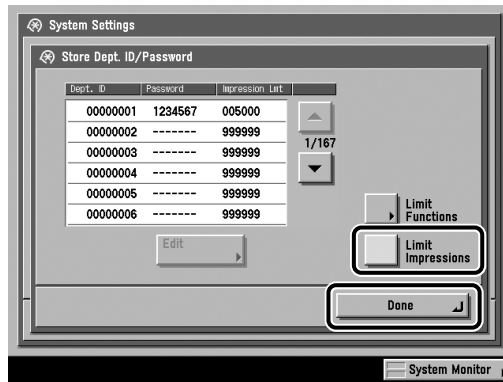 System Settings
Store Dept. ID/Password
Dept. ID Password Impression Lmt
00000001 1234567 005000
00000002 ------- 999999
00000003 ------- 999999
00000004 ------- 999999
00000005 ------- 999999
00000006 ------- 999999
1/167
Limit
Functions
Edit
Limit
Impressions
Done
System Monitor